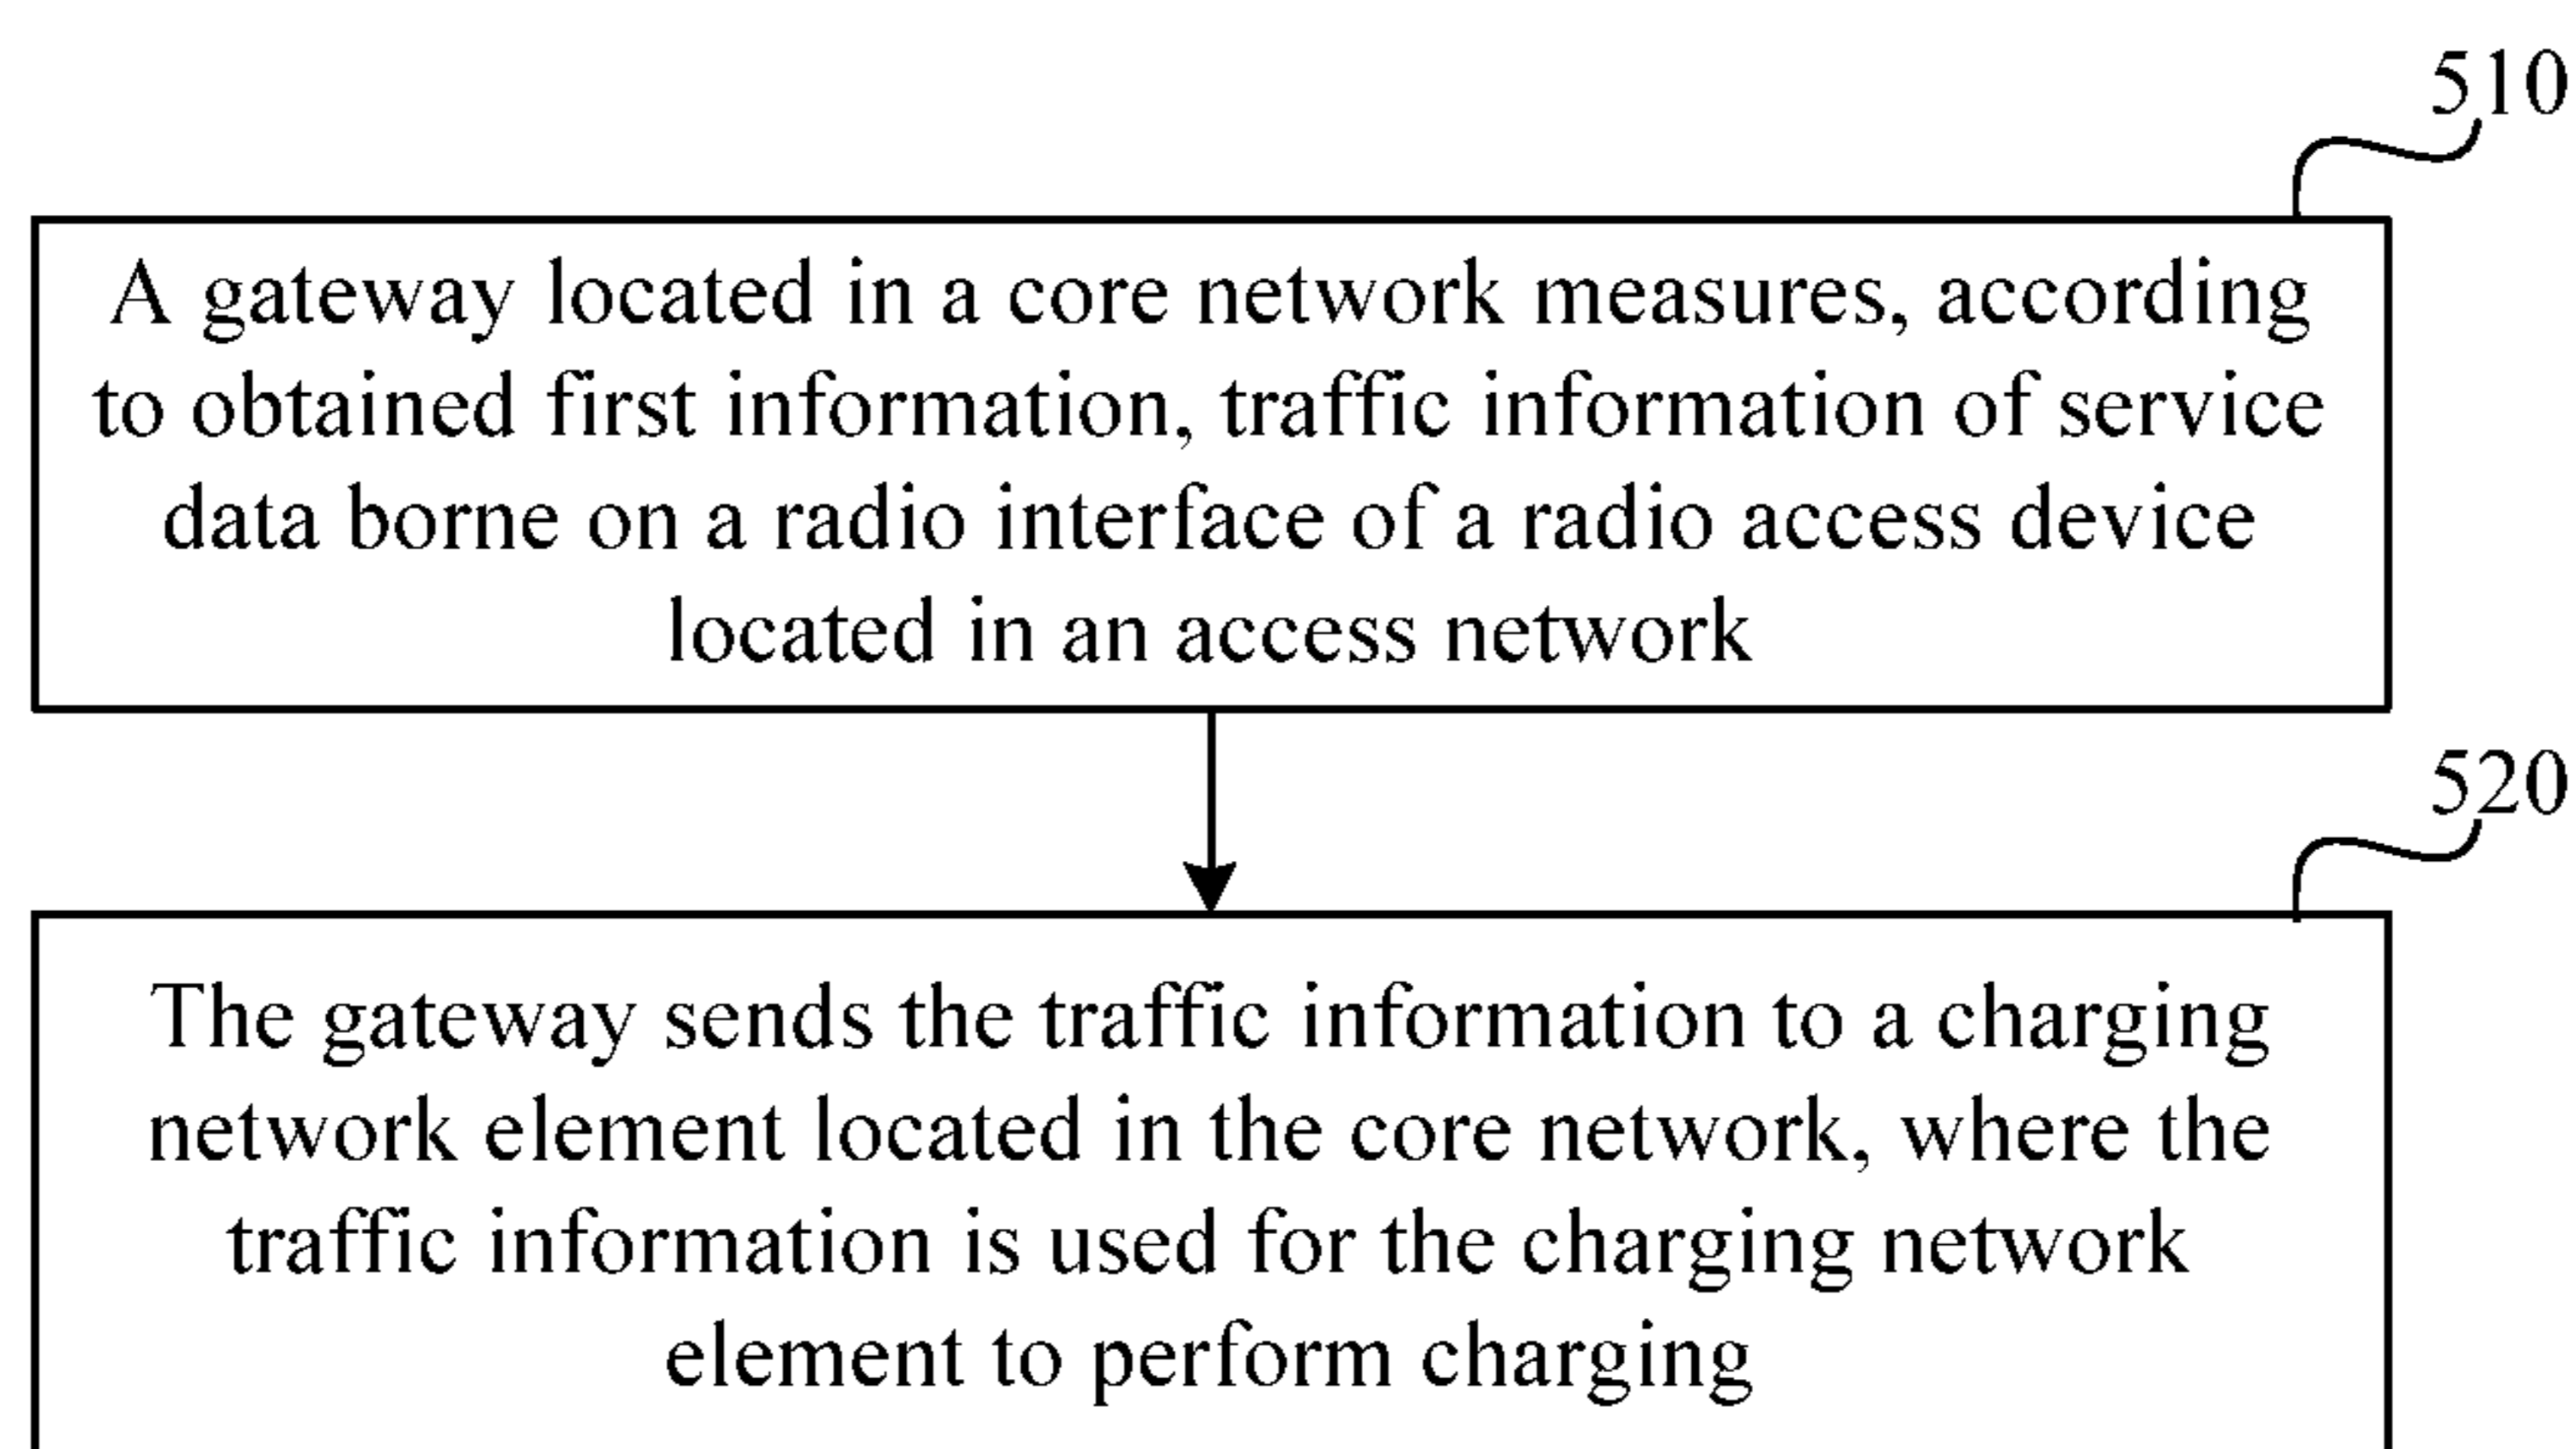 510
A gateway located in a core network measures, according
to obtained first information, traffic information of service
data borne on a radio interface of a radio access device
located in an access network
520
The gateway sends the traffic information to a charging
network element located in the core network, where the
traffic information is used for the charging network
element to perform charging